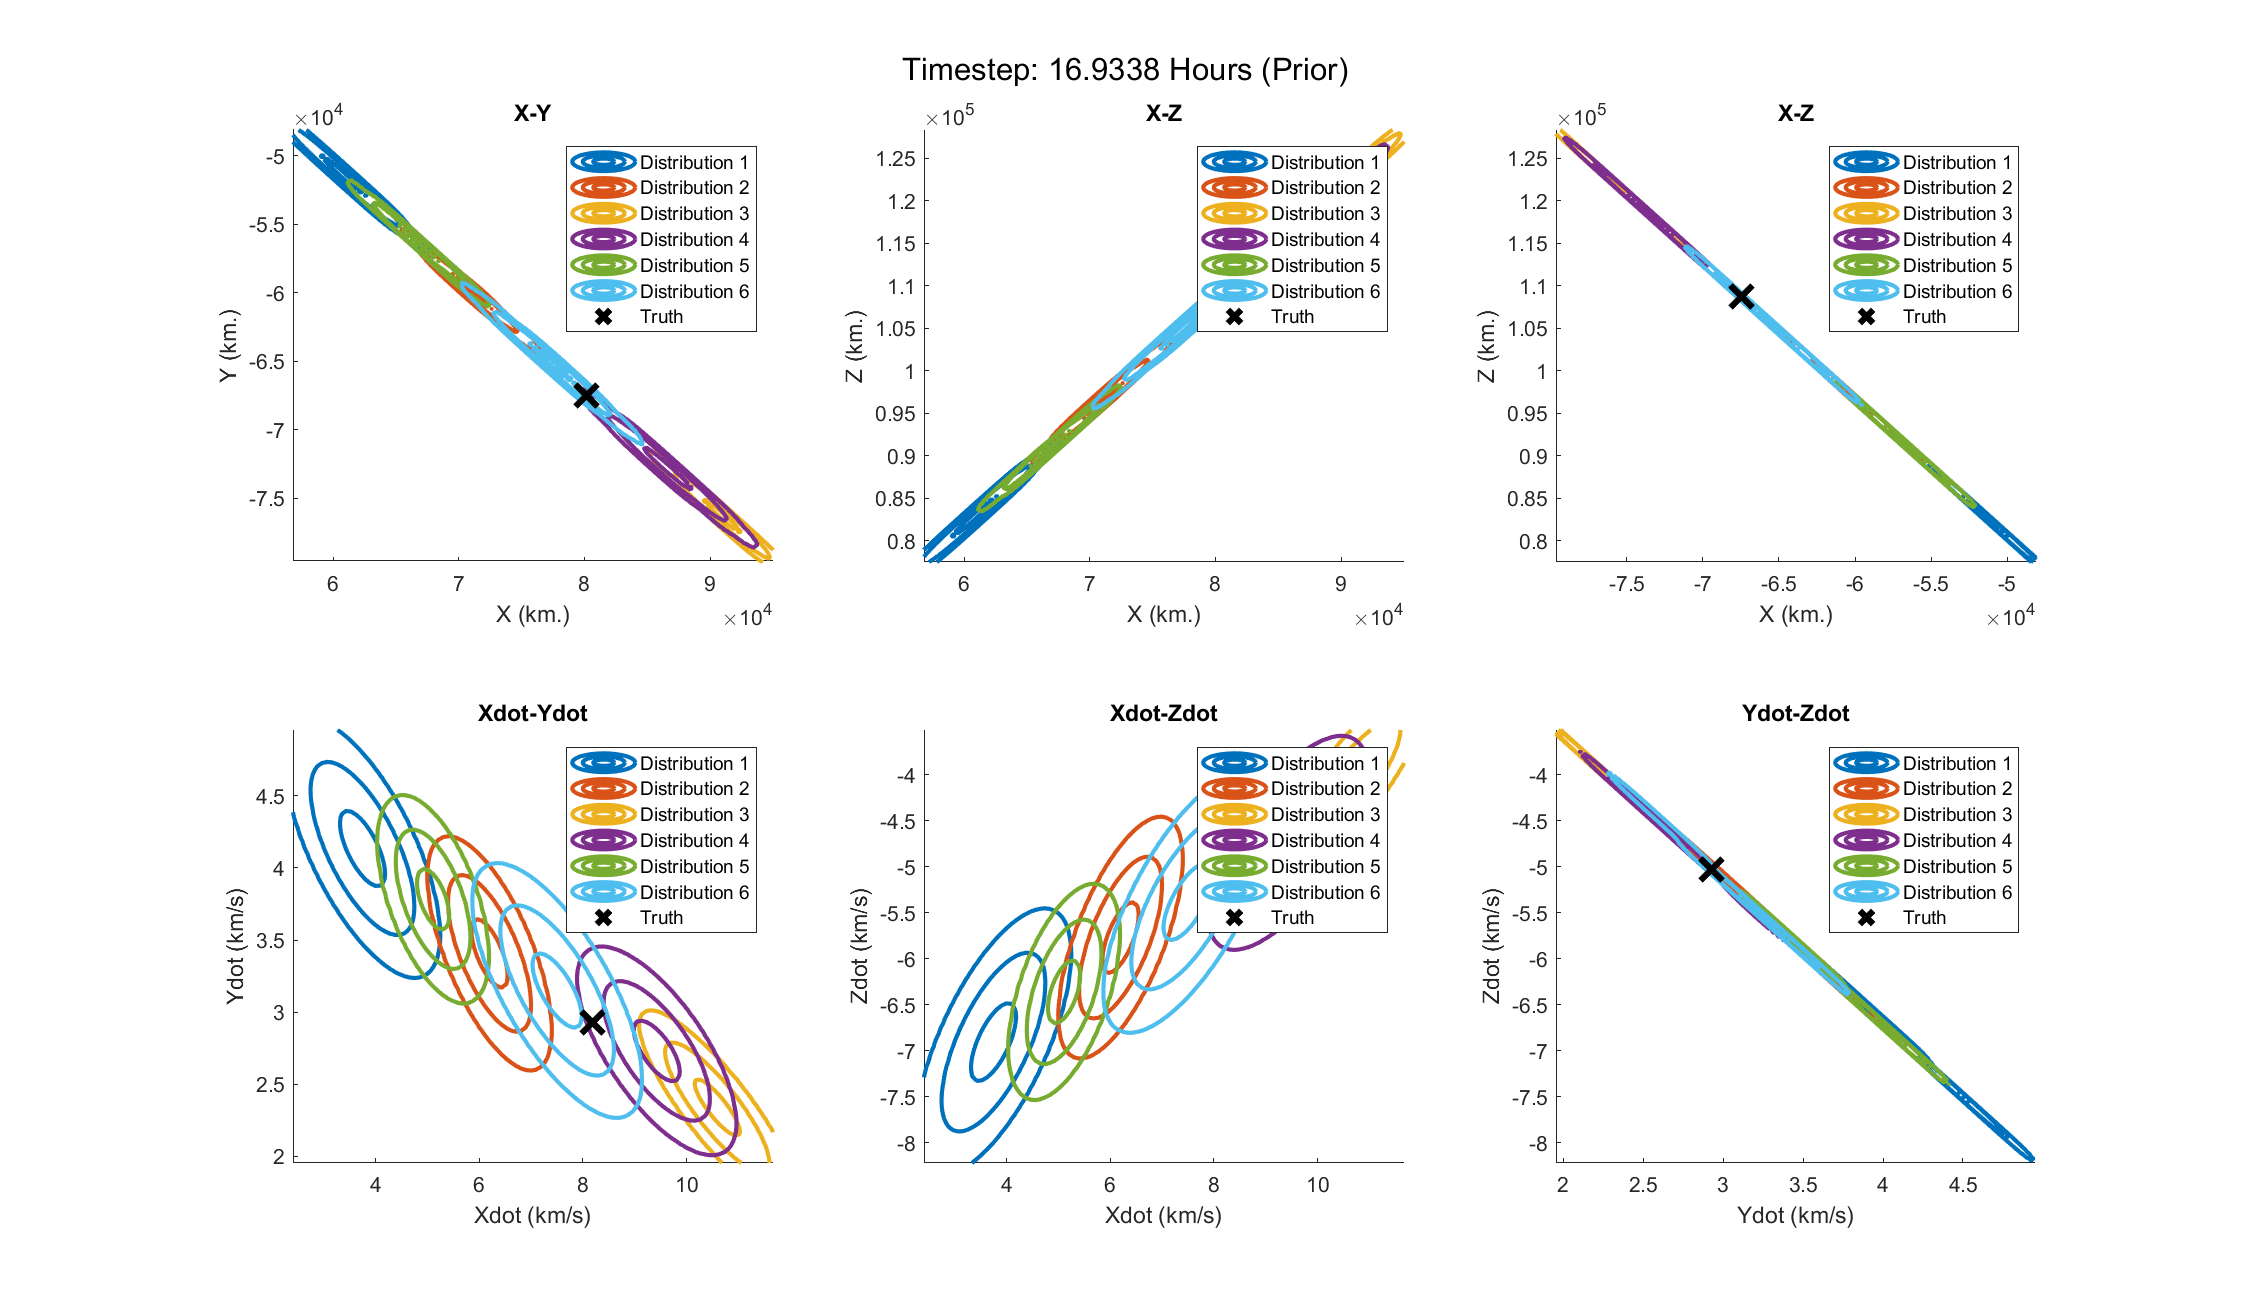 Timestep: 16.9338 Hours (Prior)
X-Y
×10^4
-5
-5.5
-6
-6.5
-7
-7.5
Y (km.)
6 7 8 9
×10^4
X (km.)
Distribution 1
Distribution 2
Distribution 3
Distribution 4
Distribution 5
Distribution 6
Truth
X-Z
×10^5
1.25
1.2
1.15
1.1
1.05
1
0.95
0.9
0.85
0.8
Z (km.)
6 7 8 9
×10^4
X (km.)
Distribution 1
Distribution 2
Distribution 3
Distribution 4
Distribution 5
Distribution 6
Truth
X-Z
×10^5
1.25
1.2
1.15
1.1
1.05
1
0.95
0.9
0.85
0.8
Z (km.)
-7.5 -7 -6.5 -6 -5.5 -5
×10^4
X (km.)
Distribution 1
Distribution 2
Distribution 3
Distribution 4
Distribution 5
Distribution 6
Truth
Xdot-Ydot
4.5
4
3.5
3
2.5
2
Ydot (km/s)
4 6 8 10
Xdot (km/s)
Distribution 1
Distribution 2
Distribution 3
Distribution 4
Distribution 5
Distribution 6
Truth
Xdot-Zdot
-4
-4.5
-5
-5.5
-6
-6.5
-7
-7.5
-8
Zdot (km/s)
4 6 8 10
Xdot (km/s)
Distribution 1
Distribution 2
Distribution 3
Distribution 4
Distribution 5
Distribution 6
Truth
Ydot-Zdot
-4
-4.5
-5
-5.5
-6
-6.5
-7
-7.5
-8
Zdot (km/s)
2 2.5 3 3.5 4 4.5
Ydot (km/s)
Distribution 1
Distribution 2
Distribution 3
Distribution 4
Distribution 5
Distribution 6
Truth